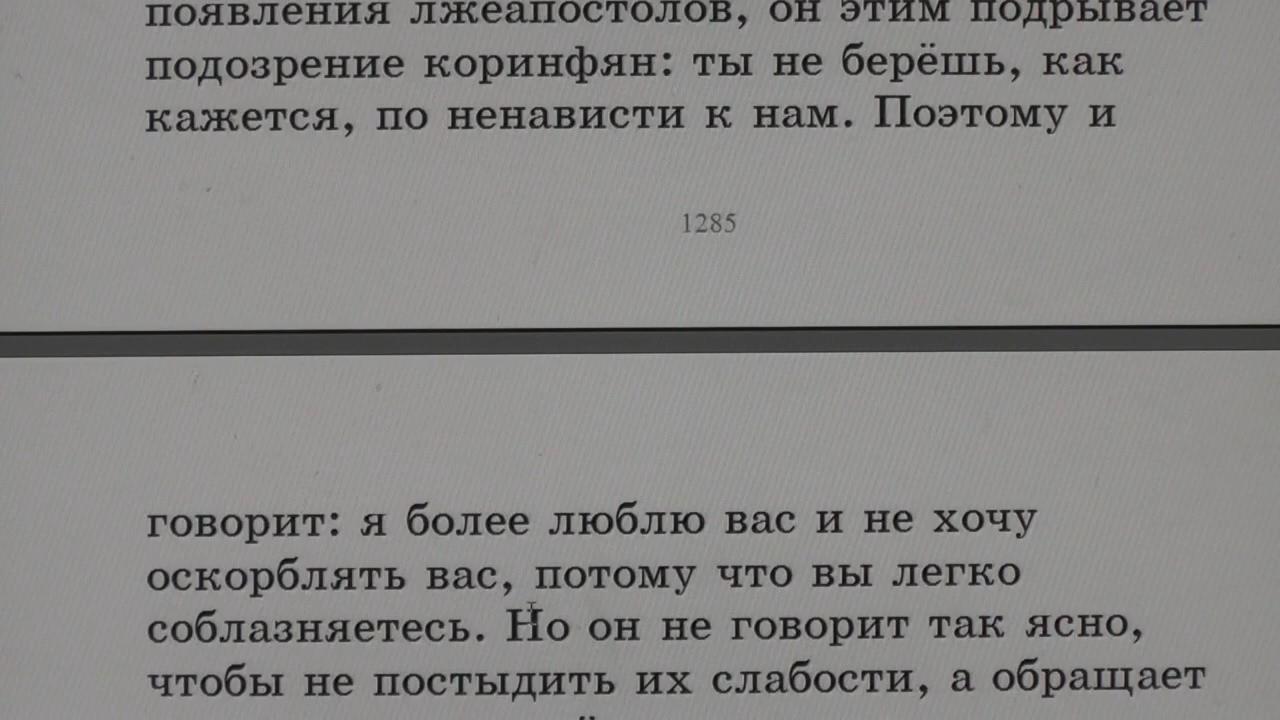 появления лжеапостолов, он этим подрывает
подозрение коринфян: ты не берёшь, как
кажется, по ненависти к нам. Поэтому и
1285
говорит: я более люблю вас и не хочу
оскорблять вас, потому что вы легко
соблазняетесь. Но он не говорит так ясно,
чтобы не постыдить их слабости, а обращает